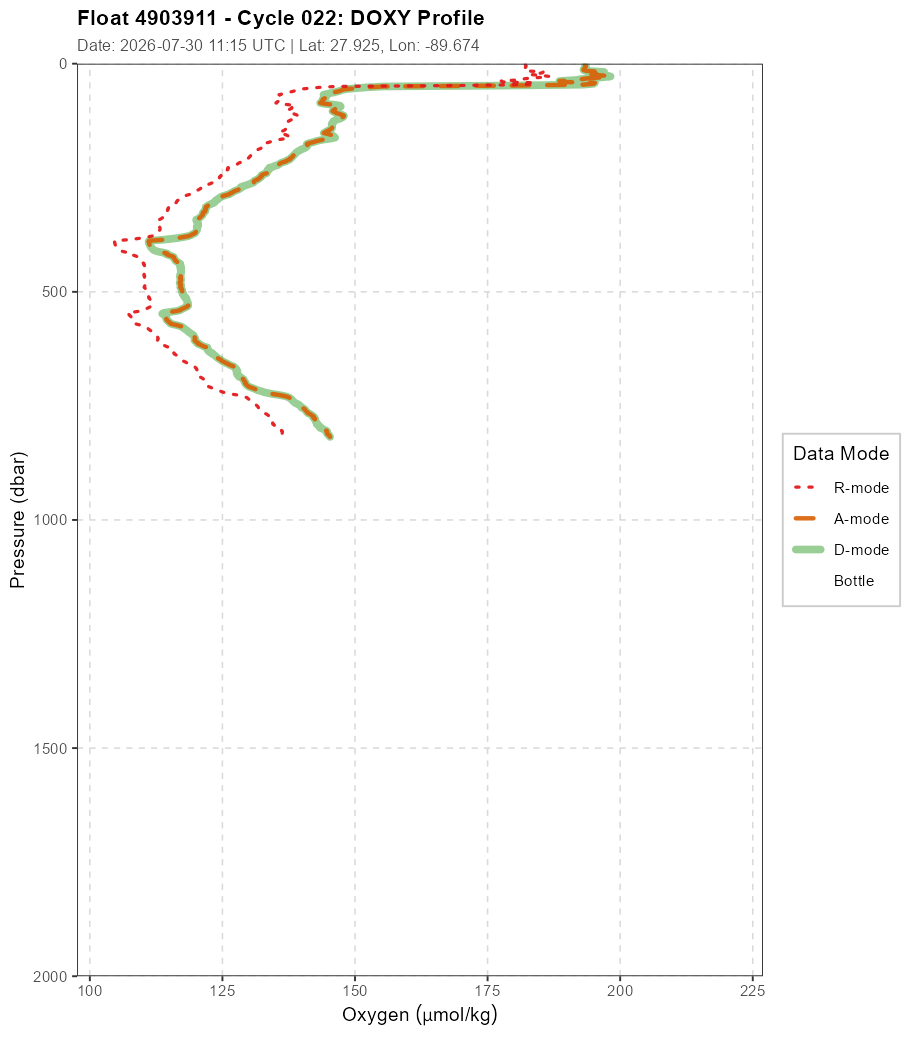 Float 4903911 - Cycle 022: DOXY Profile
Date: 2026-07-30 11:15 UTC | Lat: 27.925, Lon: -89.674
0
500
1000
1500
2000
Pressure (dbar)
100 125 150 175 200 225
Oxygen (μmol/kg)
Data Mode
R-mode
A-mode
D-mode
Bottle